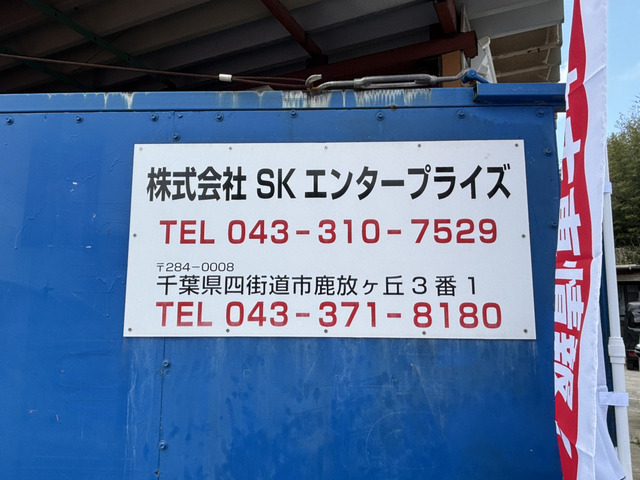 株式会社 SK エンタープライズ
TEL 043-310-7529
〒284-0008
千葉県四街道市鹿放ヶ丘3番1
TEL 043-371-8180